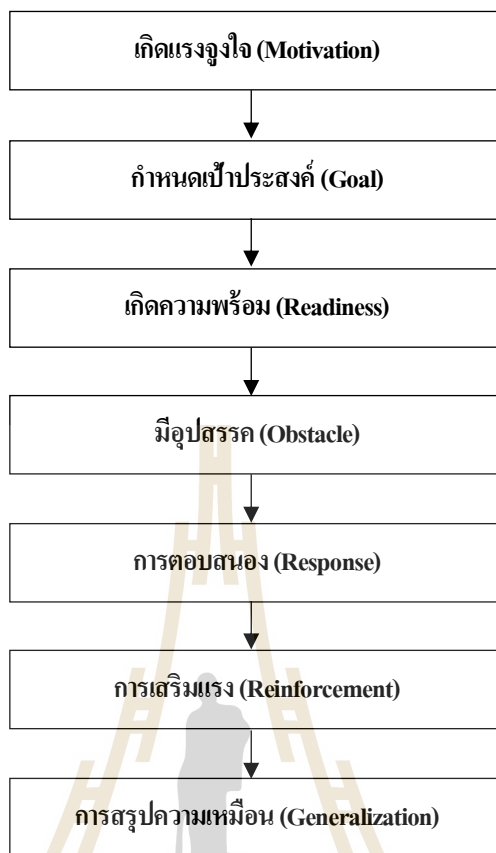 เกิดแรงจูงใจ (Motivation)
กำหนดเป้าประสงค์ (Goal)
เกิดความพร้อม (Readiness)
มีอุปสรรค (Obstacle)
การตอบสนอง (Response)
การเสริมแรง (Reinforcement)
การสรุปความเหมือน (Generalization)